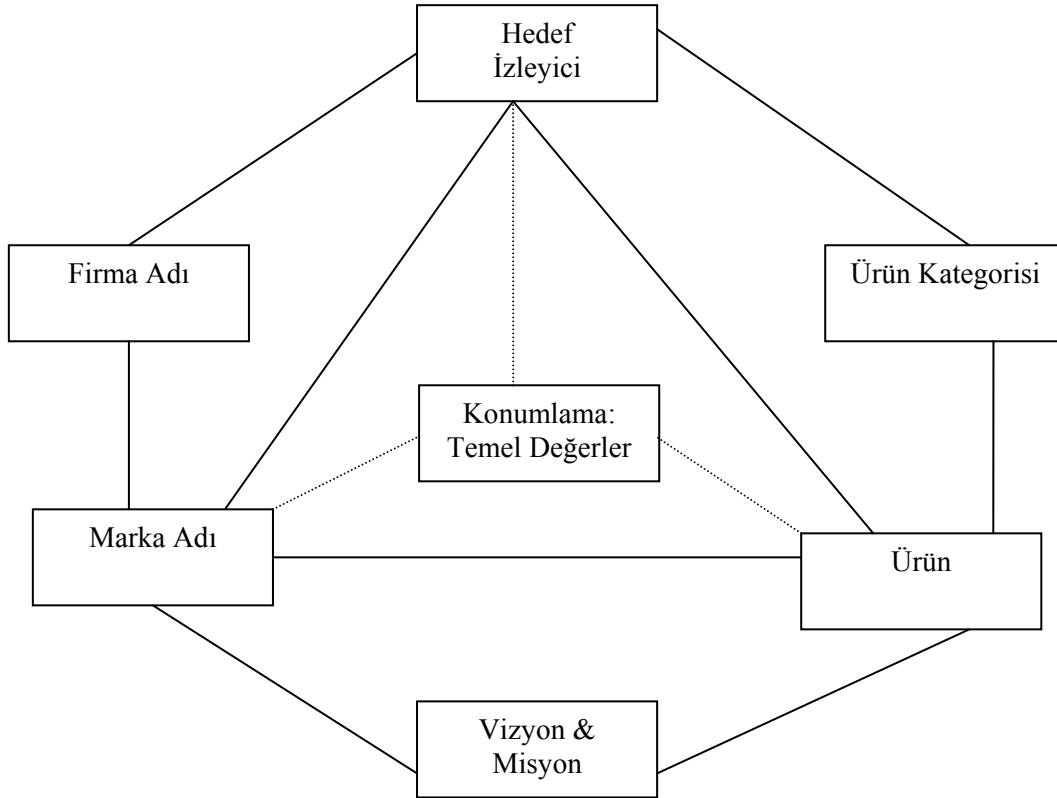 Hedef
İzleyici
Firma Adı
Ürün Kategorisi
Konumlama:
Temel Değerler
Marka Adı
Ürün
Vizyon &
Misyon